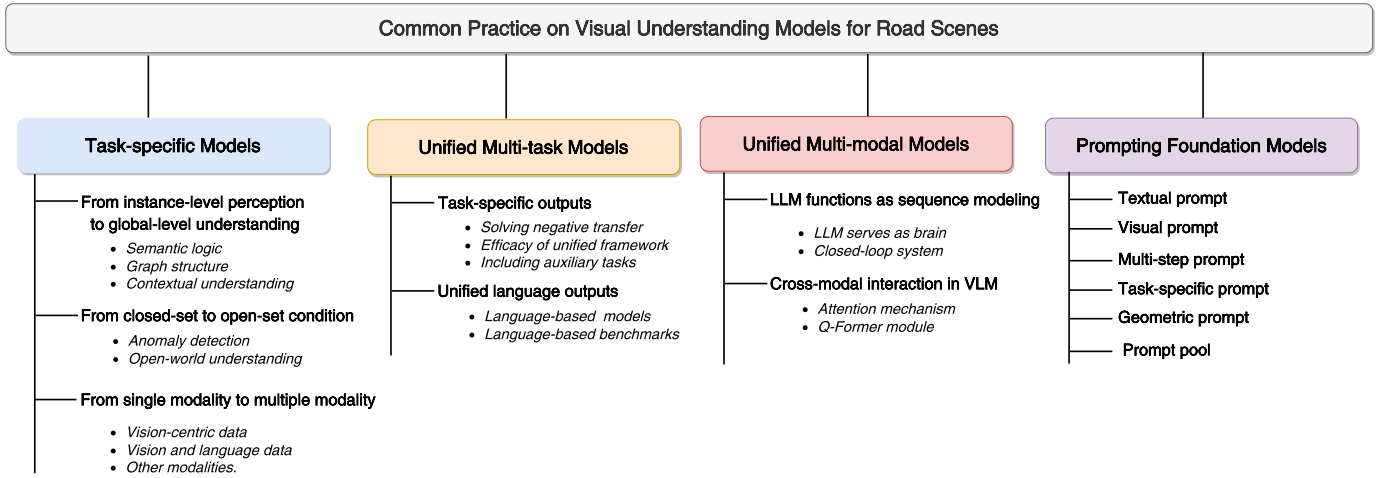 Common Practice on Visual Understanding Models for Road Scenes
Task-specific Models
From instance-level perception
to global-level understanding
• Semantic logic
• Graph structure
• Contextual understanding
From closed-set to open-set condition
• Anomaly detection
• Open-world understanding
From single modality to multiple modality
• Vision-centric data
• Vision and language data
• Other modalities.
Unified Multi-task Models
Task-specific outputs
• Solving negative transfer
• Efficacy of unified framework
• Including auxiliary tasks
Unified language outputs
• Language-based models
• Language-based benchmarks
Unified Multi-modal Models
LLM functions as sequence modeling
• LLM serves as brain
• Closed-loop system
Cross-modal interaction in VLM
• Attention mechanism
• Q-Former module
Prompting Foundation Models
Textual prompt
Visual prompt
Multi-step prompt
Task-specific prompt
Geometric prompt
Prompt pool